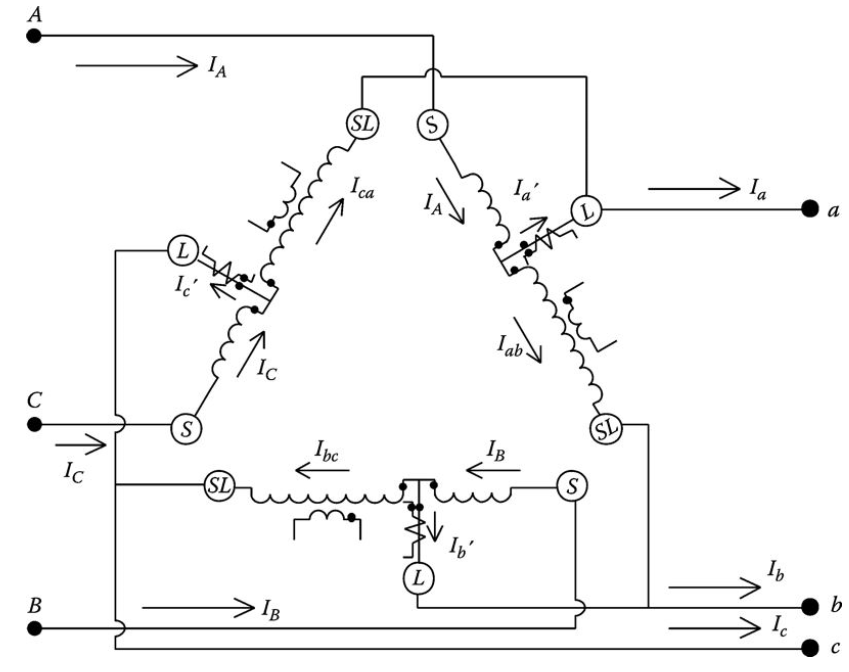 A
I_A
SL
S
I_ca
I_A
I_a′
L
I_a
a
L
I_c′
I_C
I_ab
C
S
I_C
SL
I_bc
I_B
SL
S
I_b′
L
I_b
B
I_B
b
I_c
c